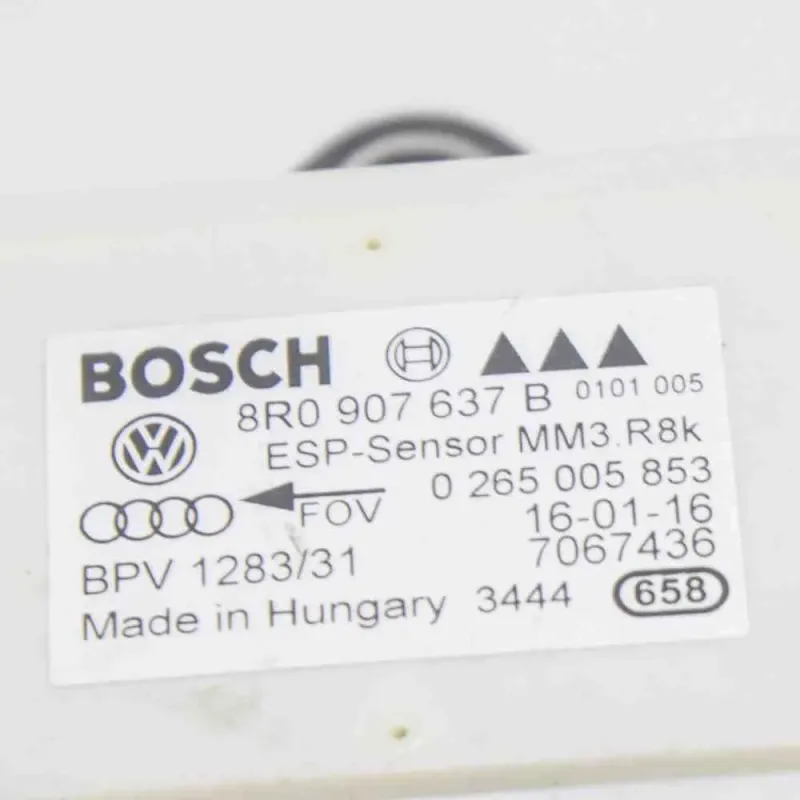 BOSCH
8R0 907 637 B 0101 005
ESP-Sensor MM3.R8k
0 265 005 853
FOV 16-01-16
BPV 1283/31 7067436
Made in Hungary 3444 658